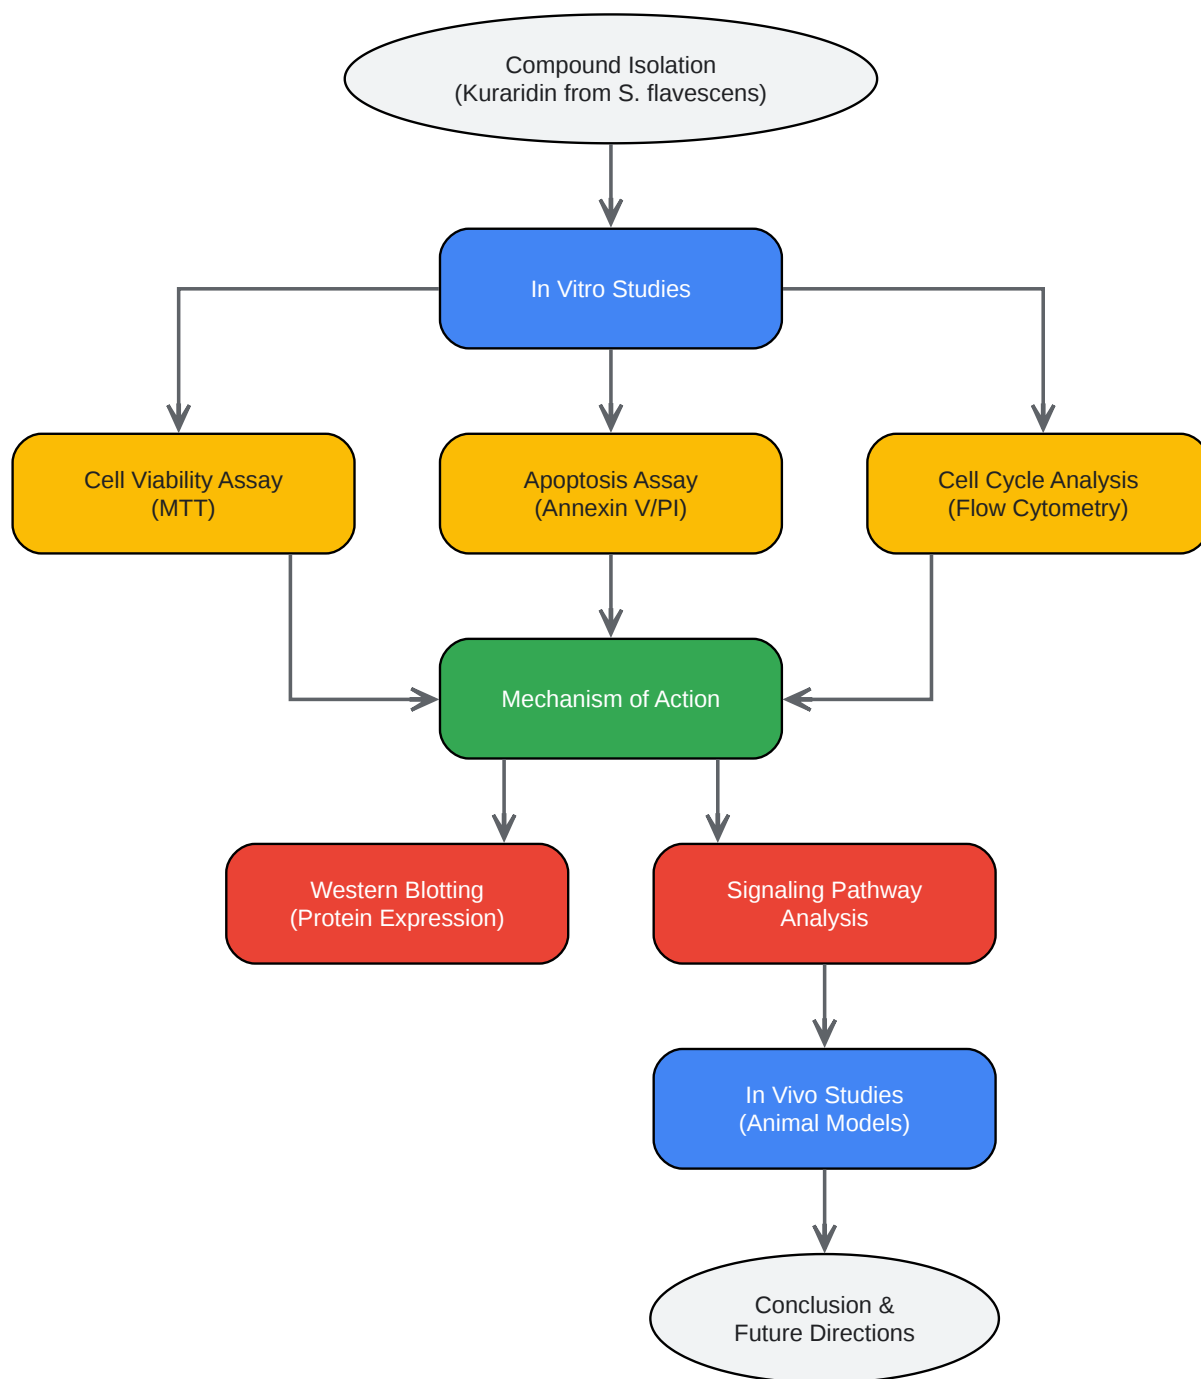 Compound Isolation
(Kuraridin from S. flavescens)
In Vitro Studies
Cell Viability Assay
(MTT)
Apoptosis Assay
(Annexin V/PI)
Cell Cycle Analysis
(Flow Cytometry)
Mechanism of Action
Western Blotting
(Protein Expression)
Signaling Pathway
Analysis
In Vivo Studies
(Animal Models)
Conclusion &
Future Directions